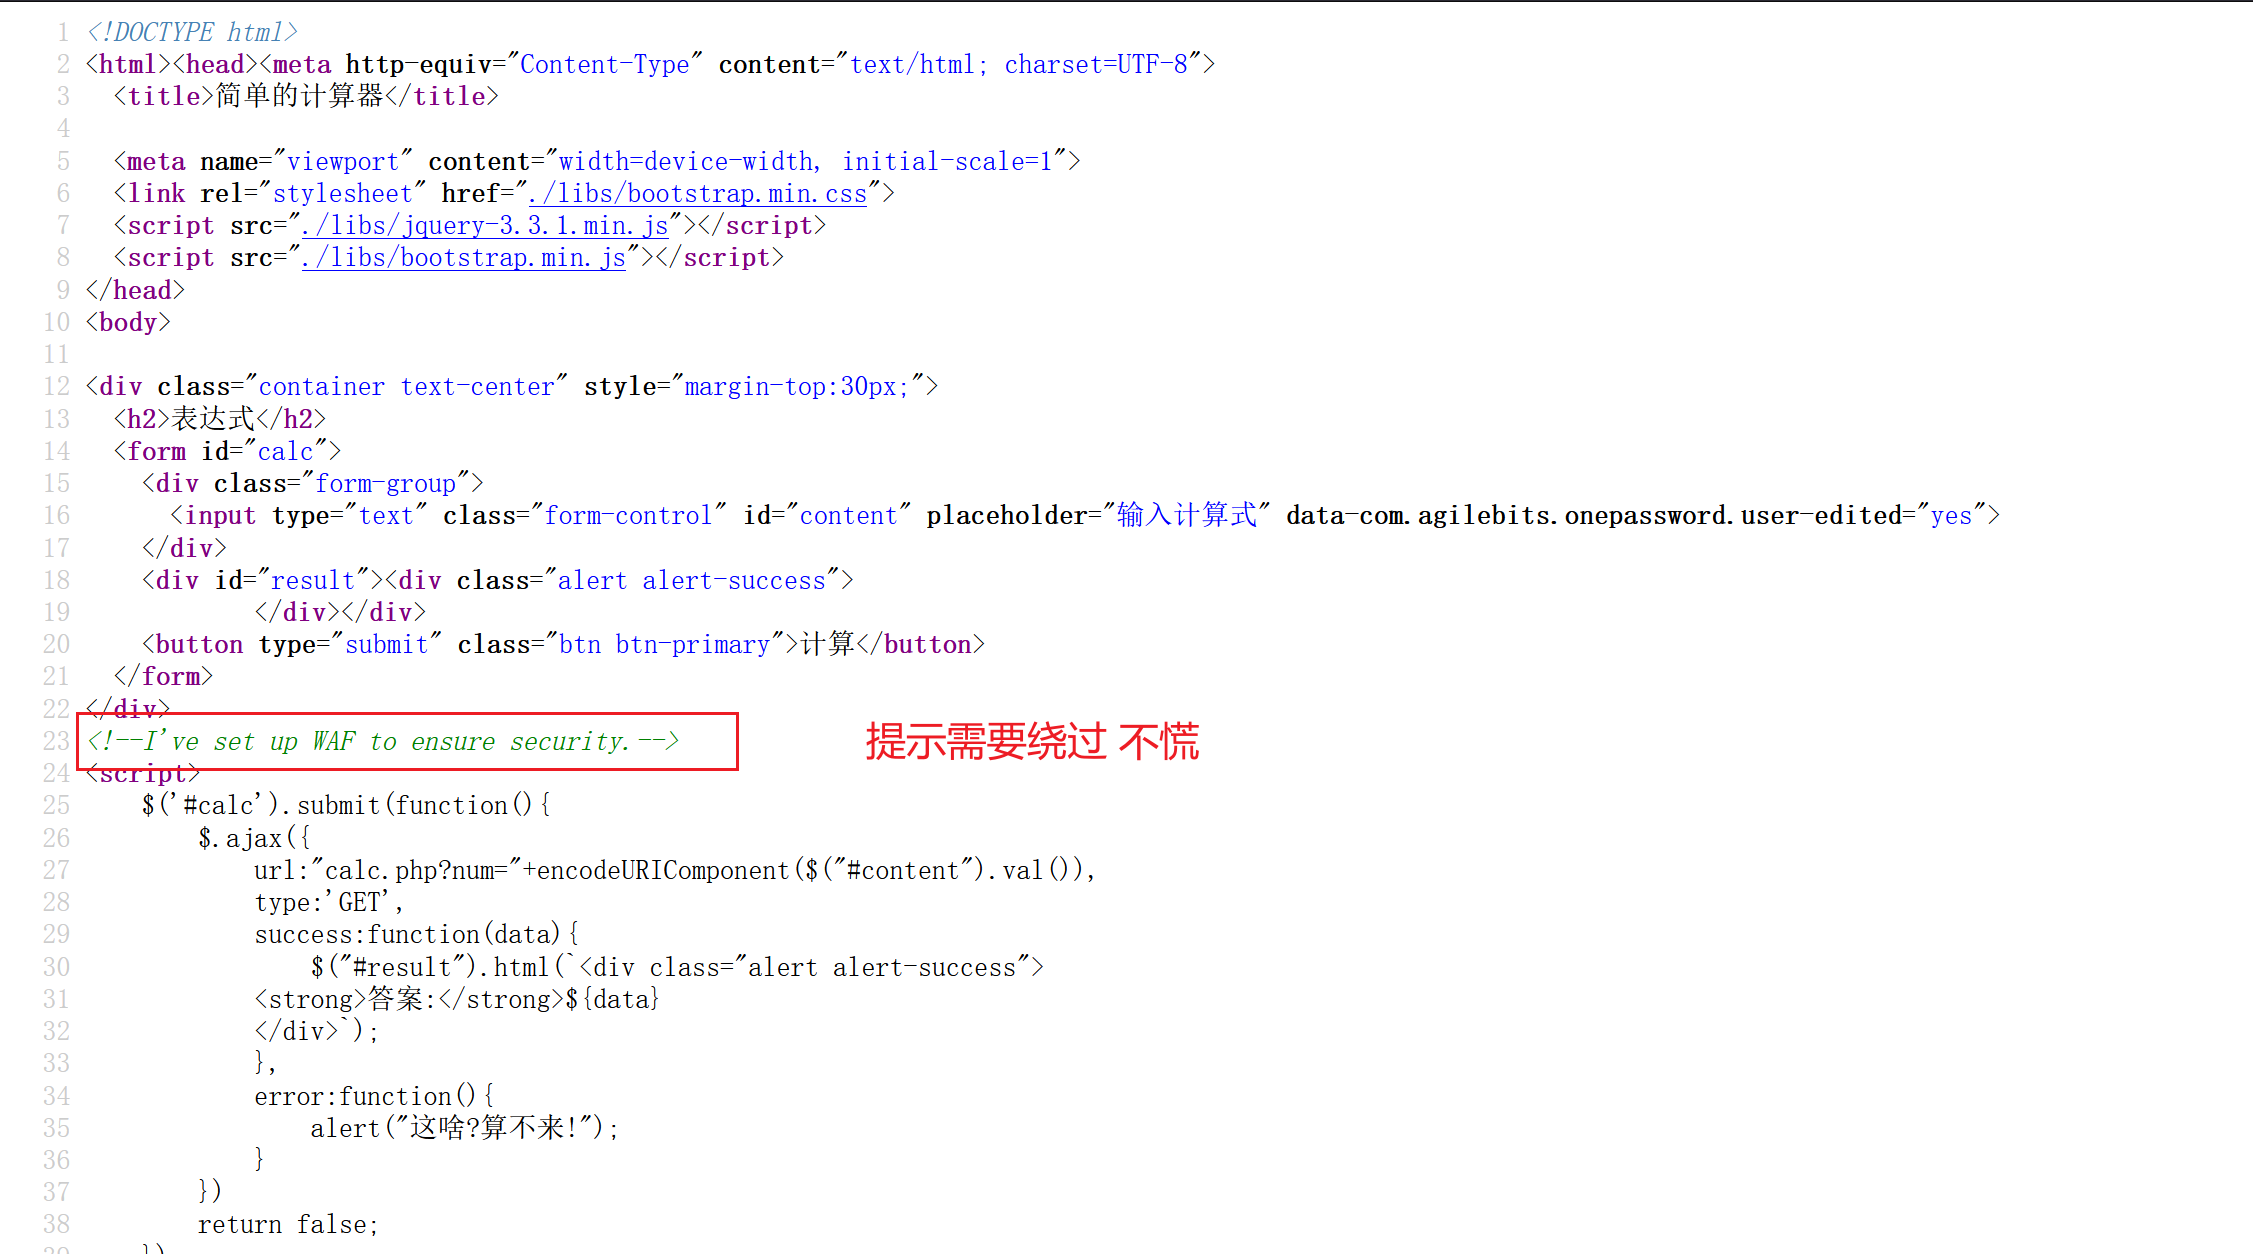 1 <!DOCTYPE html>
2 <html><head><meta http-equiv="Content-Type" content="text/html; charset=UTF-8">
3   <title>简单的计算器</title>
4
5   <meta name="viewport" content="width=device-width, initial-scale=1">
6   <link rel="stylesheet" href="./libs/bootstrap.min.css">
7   <script src="./libs/jquery-3.3.1.min.js"></script>
8   <script src="./libs/bootstrap.min.js"></script>
9 </head>
10 <body>
11
12 <div class="container text-center" style="margin-top:30px;">
13   <h2>表达式</h2>
14   <form id="calc">
15     <div class="form-group">
16       <input type="text" class="form-control" id="content" placeholder="输入计算式" data-com.agilebits.onepassword.user-edited="yes">
17     </div>
18     <div id="result"><div class="alert alert-success">
19             </div></div>
20     <button type="submit" class="btn btn-primary">计算</button>
21   </form>
22 </div>
23 <!--I've set up WAF to ensure security.-->
提示需要绕过 不慌
24 <script>
25     $('#calc').submit(function(){
26         $.ajax({
27             url:"calc.php?num="+encodeURIComponent($("#content").val()),
28             type:'GET',
29             success:function(data){
30                 $("#result").html(`<div class="alert alert-success">
31             <strong>答案:</strong>${data}
32             </div>`);
33             },
34             error:function(){
35                 alert("这啥?算不来!");
36             }
37         })
38         return false;
39     })